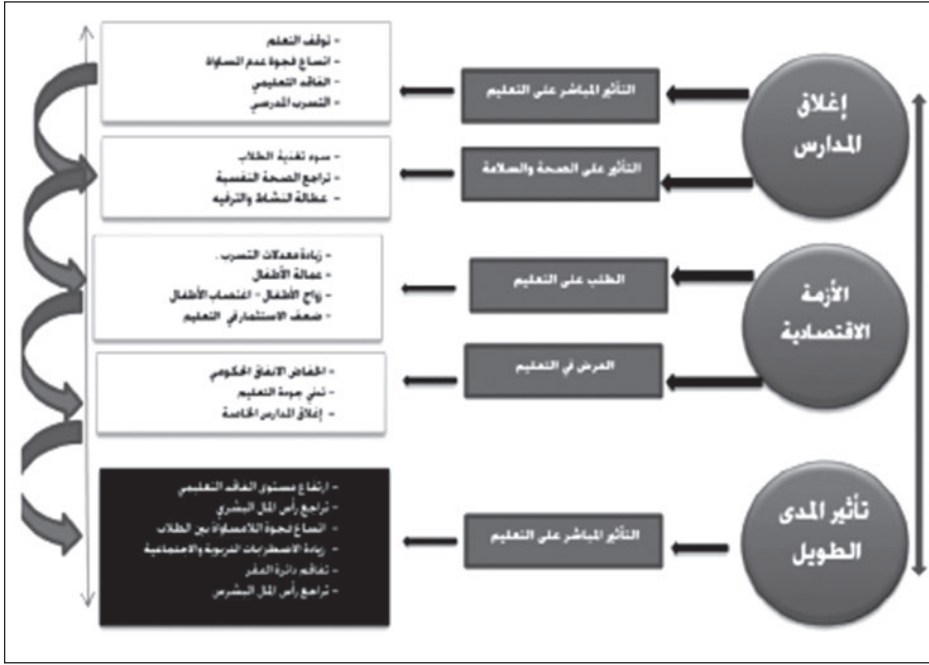 إغلاق
المدارس
التأثير المباشر على التعليم
- توقف التعلم
- اتساع فجوة عدم المساواة
- الفاقد التعليمي
- التسرب المدرسي
التأثير على الصحة والسلامة
- سوء تغذية الطلاب
- تراجع الصحة النفسية
- عطالة النشاط والترفيه
الأزمة
الاقتصادية
الطلب على التعليم
- زيادة معدلات التسرب .
- عمالة الأطفال
- زواج الأطفال - اغتصاب الأطفال
- ضعف الاستثمار في التعليم
العرض في التعليم
- انخفاض الانفاق الحكومي
- تدني جودة التعليم
- إغلاق المدارس الخاصة
تأثير المدى
الطويل
التأثير المباشر على التعليم
- ارتفاع مستوى الفاقد التعليمي
- تراجع رأس المال البشري
- اتساع فجوة اللامساواة بين الطلاب
- زيادة الاضطرابات التربوية والاجتماعية
- تفاقم دائرة الفقر
- تراجع رأس المال البشرس